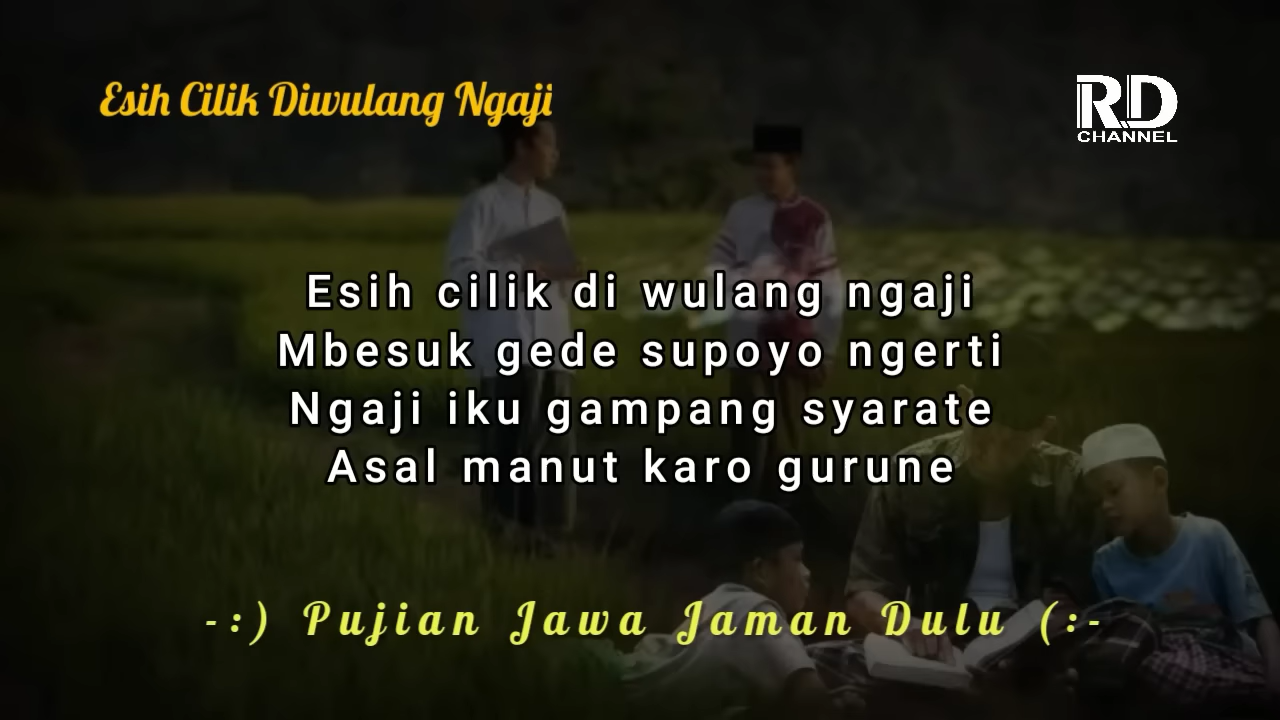 Esih Cilik Diwulang Ngaji
RD
CHANNEL
Esih cilik di wulang ngaji
Mbesuk gede supoyo ngerti
Ngaji iku gampang syarate
Asal manut karo gurune
-:) Pujian Jawa Jaman Dulu (:-